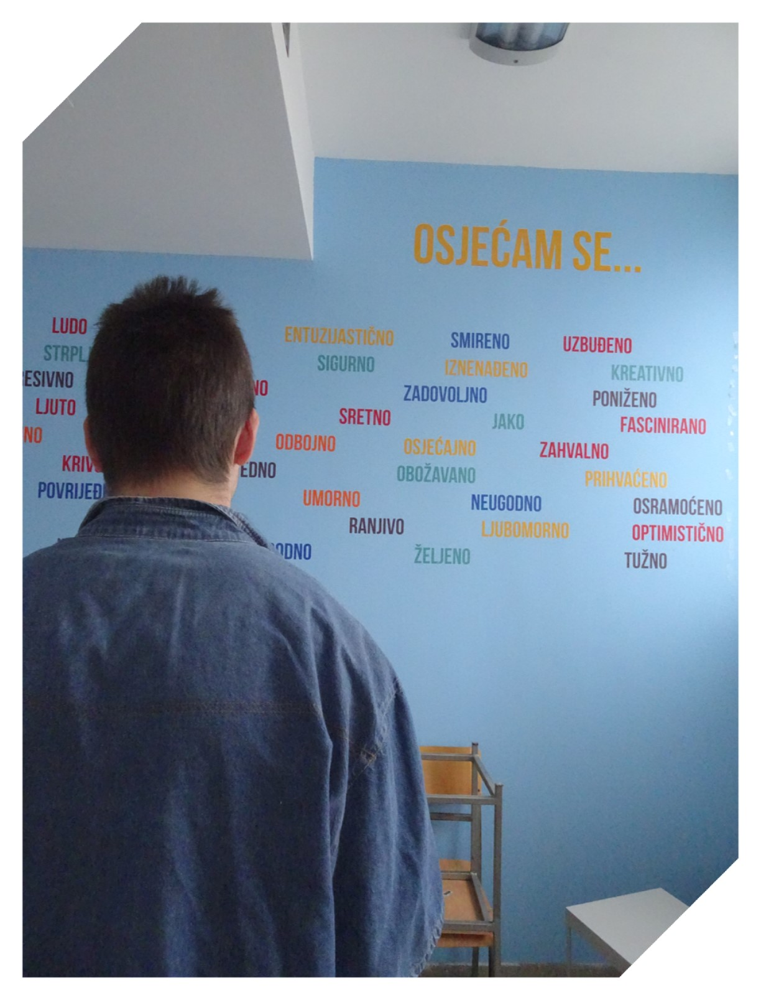 OSJEĆAM SE...
LUDO
ENTUZIJASTIČNO
SMIRENO
UZBUĐENO
SIGURNO
IZNENAĐENO
KREATIVNO
ZADOVOLJNO
PONIŽENO
LJUTO
SRETNO
JAKO
FASCINIRANO
ODBOJNO
OSJEĆAJNO
ZAHVALNO
OBOŽAVANO
PRIHVAĆENO
UMORNO
NEUGODNO
OSRAMOĆENO
RANJIVO
LJUBOMORNO
OPTIMISTIČNO
ŽELJENO
TUŽNO